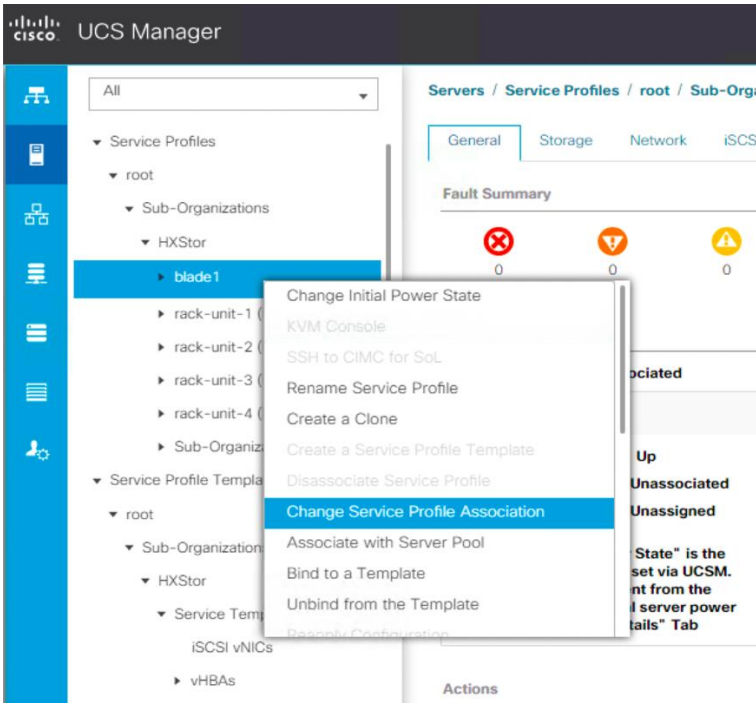 cisco UCS Manager
All
Service Profiles
root
Sub-Organizations
HXStor
blade1
rack-unit-1 (
rack-unit-2 (
rack-unit-3 (
rack-unit-4 (
Sub-Organiz
Service Profile Templa
root
Sub-Organization
HXStor
Service Temp
iSCSI vNICs
vHBAs
Change Initial Power State
KVM Console
SSH to CIMC for SoL
Rename Service Profile
Create a Clone
Create a Service Profile Template
Disassociate Service Profile
Change Service Profile Association
Associate with Server Pool
Bind to a Template
Unbind from the Template
Reapply Configuration
Servers / Service Profiles / root / Sub-Orga
General Storage Network iSCS
Fault Summary
0 0 0
ociated
Up
Unassociated
Unassigned
State" is the
set via UCSM.
nt from the
l server power
tails" Tab
Actions